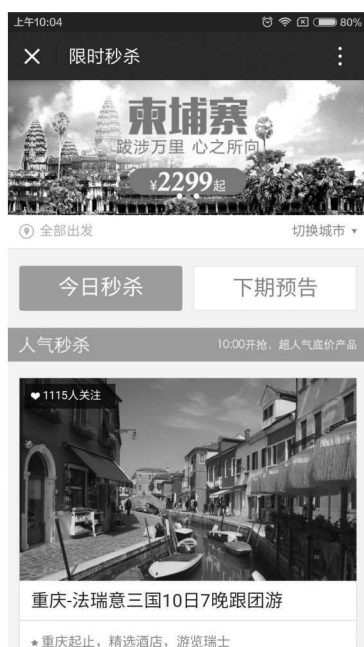 上午10:04
80%
限时秒杀
柬埔寨
跋涉万里 心之所向
¥2299起
全部出发
切换城市
今日秒杀
下期预告
人气秒杀
10:00开抢，超人气底价产品
1115人关注
重庆-法瑞意三国10日7晚跟团游
★重庆起止，精选酒店，游览瑞士